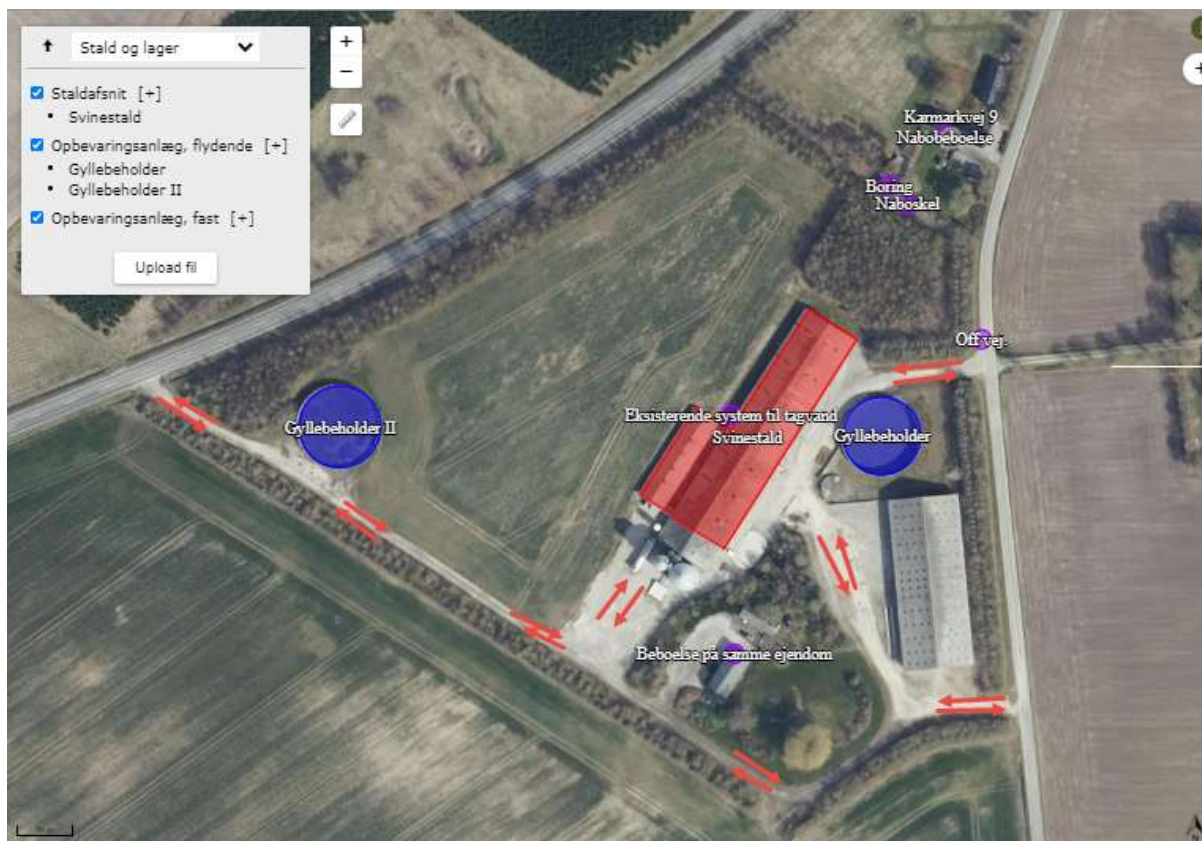 Stald og lager
Staldafsnit [+]
Svinestald
Opbevaringsanlæg, flydende [+]
Gyllebeholder
Gyllebeholder II
Opbevaringsanlæg, fast [+]
Upload fil
+
−
Karmarkvej 9
Nabobeboelse
Boring
Naboskel
Off vej.
Eksisterende system til tagvand
Svinestald
Gyllebeholder II
Gyllebeholder
Beboelse på samme ejendom